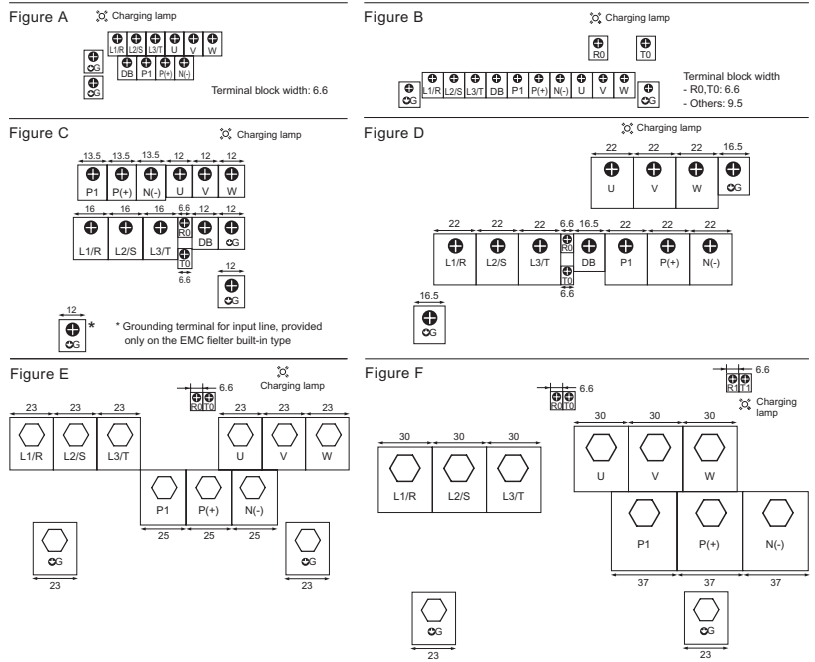 Figure A
Charging lamp
L1/R L2/S L3/T U V W
G
DB P1 P(+) N(-)
G
Terminal block width: 6.6
Figure B
Charging lamp
R0 T0
G L1/R L2/S L3/T DB P1 P(+) N(-) U V W G
Terminal block width
- R0,T0: 6.6
- Others: 9.5
Figure C
Charging lamp
13.5 13.5 13.5 12 12 12
P1 P(+) N(-) U V W
16 16 16 6.6 12 12
R0
L1/R L2/S L3/T DB G
T0
6.6
12
G
12
G
*
* Grounding terminal for input line, provided
only on the EMC fielter built-in type
Figure D
Charging lamp
22 22 22 16.5
U V W G
22 22 22 6.6 16.5 22 22 22
R0
L1/R L2/S L3/T DB P1 P(+) N(-)
T0
6.6
16.5
G
Figure E
Charging lamp
6.6
R0 T0
23 23 23 23 23 23
L1/R L2/S L3/T U V W
P1 P(+) N(-)
25 25 25
G G
23 23
Figure F
6.6
R1 T1
Charging
lamp
6.6
R0 T0
30 30 30
U V W
30 30 30
L1/R L2/S L3/T
P1 P(+) N(-)
37 37 37
G G
23 23